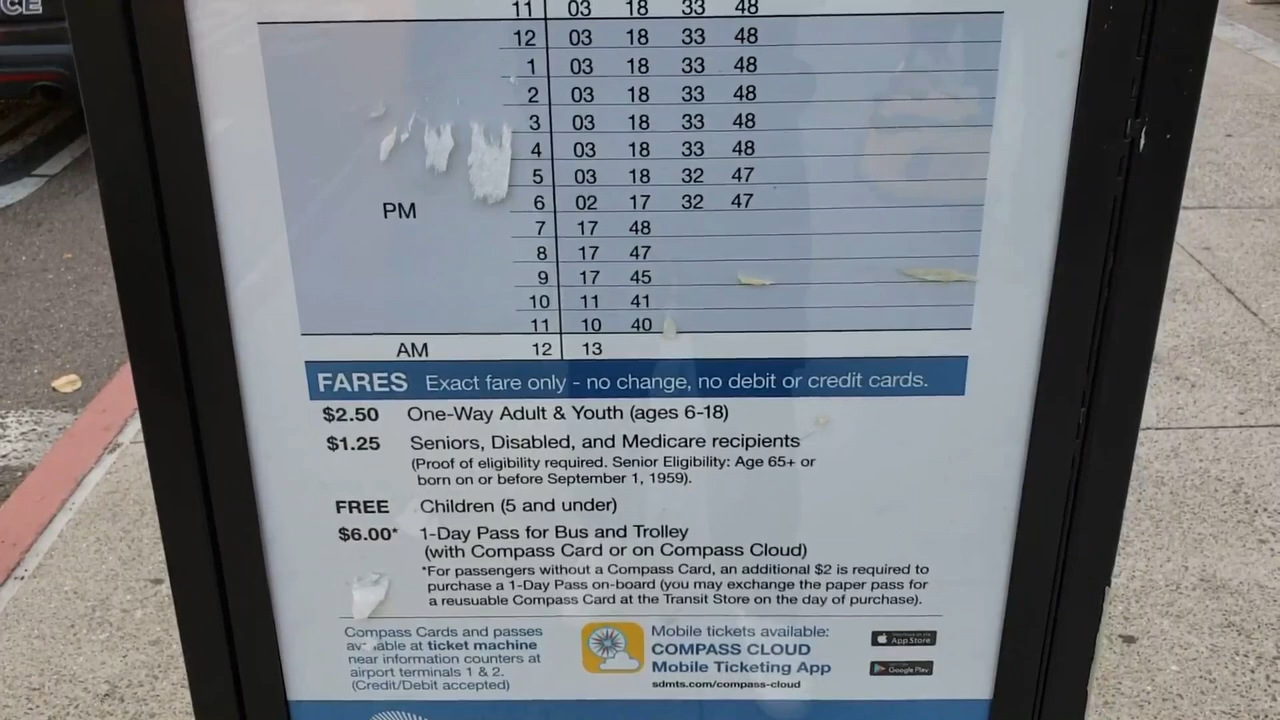 CE
11 03 18 33 48
12 03 18 33 48
1 03 18 33 48
2 03 18 33 48
3 03 18 33 48
4 03 18 33 48
5 03 18 32 47
PM 6 02 17 32 47
7 17 48
8 17 47
9 17 45
10 11 41
11 10 40
AM 12 13
FARES Exact fare only - no change, no debit or credit cards.
$2.50 One-Way Adult & Youth (ages 6-18)
$1.25 Seniors, Disabled, and Medicare recipients
(Proof of eligibility required. Senior Eligibility: Age 65+ or
born on or before September 1, 1959).
FREE Children (5 and under)
$6.00* 1-Day Pass for Bus and Trolley
(with Compass Card or on Compass Cloud)
*For passengers without a Compass Card, an additional $2 is required to
purchase a 1-Day Pass on-board (you may exchange the paper pass for
a reusuable Compass Card at the Transit Store on the day of purchase).
Compass Cards and passes
available at ticket machine
near information counters at
airport terminals 1 & 2.
(Credit/Debit accepted)
Mobile tickets available:
COMPASS CLOUD
Mobile Ticketing App
sdmts.com/compass-cloud
App Store
Google Play